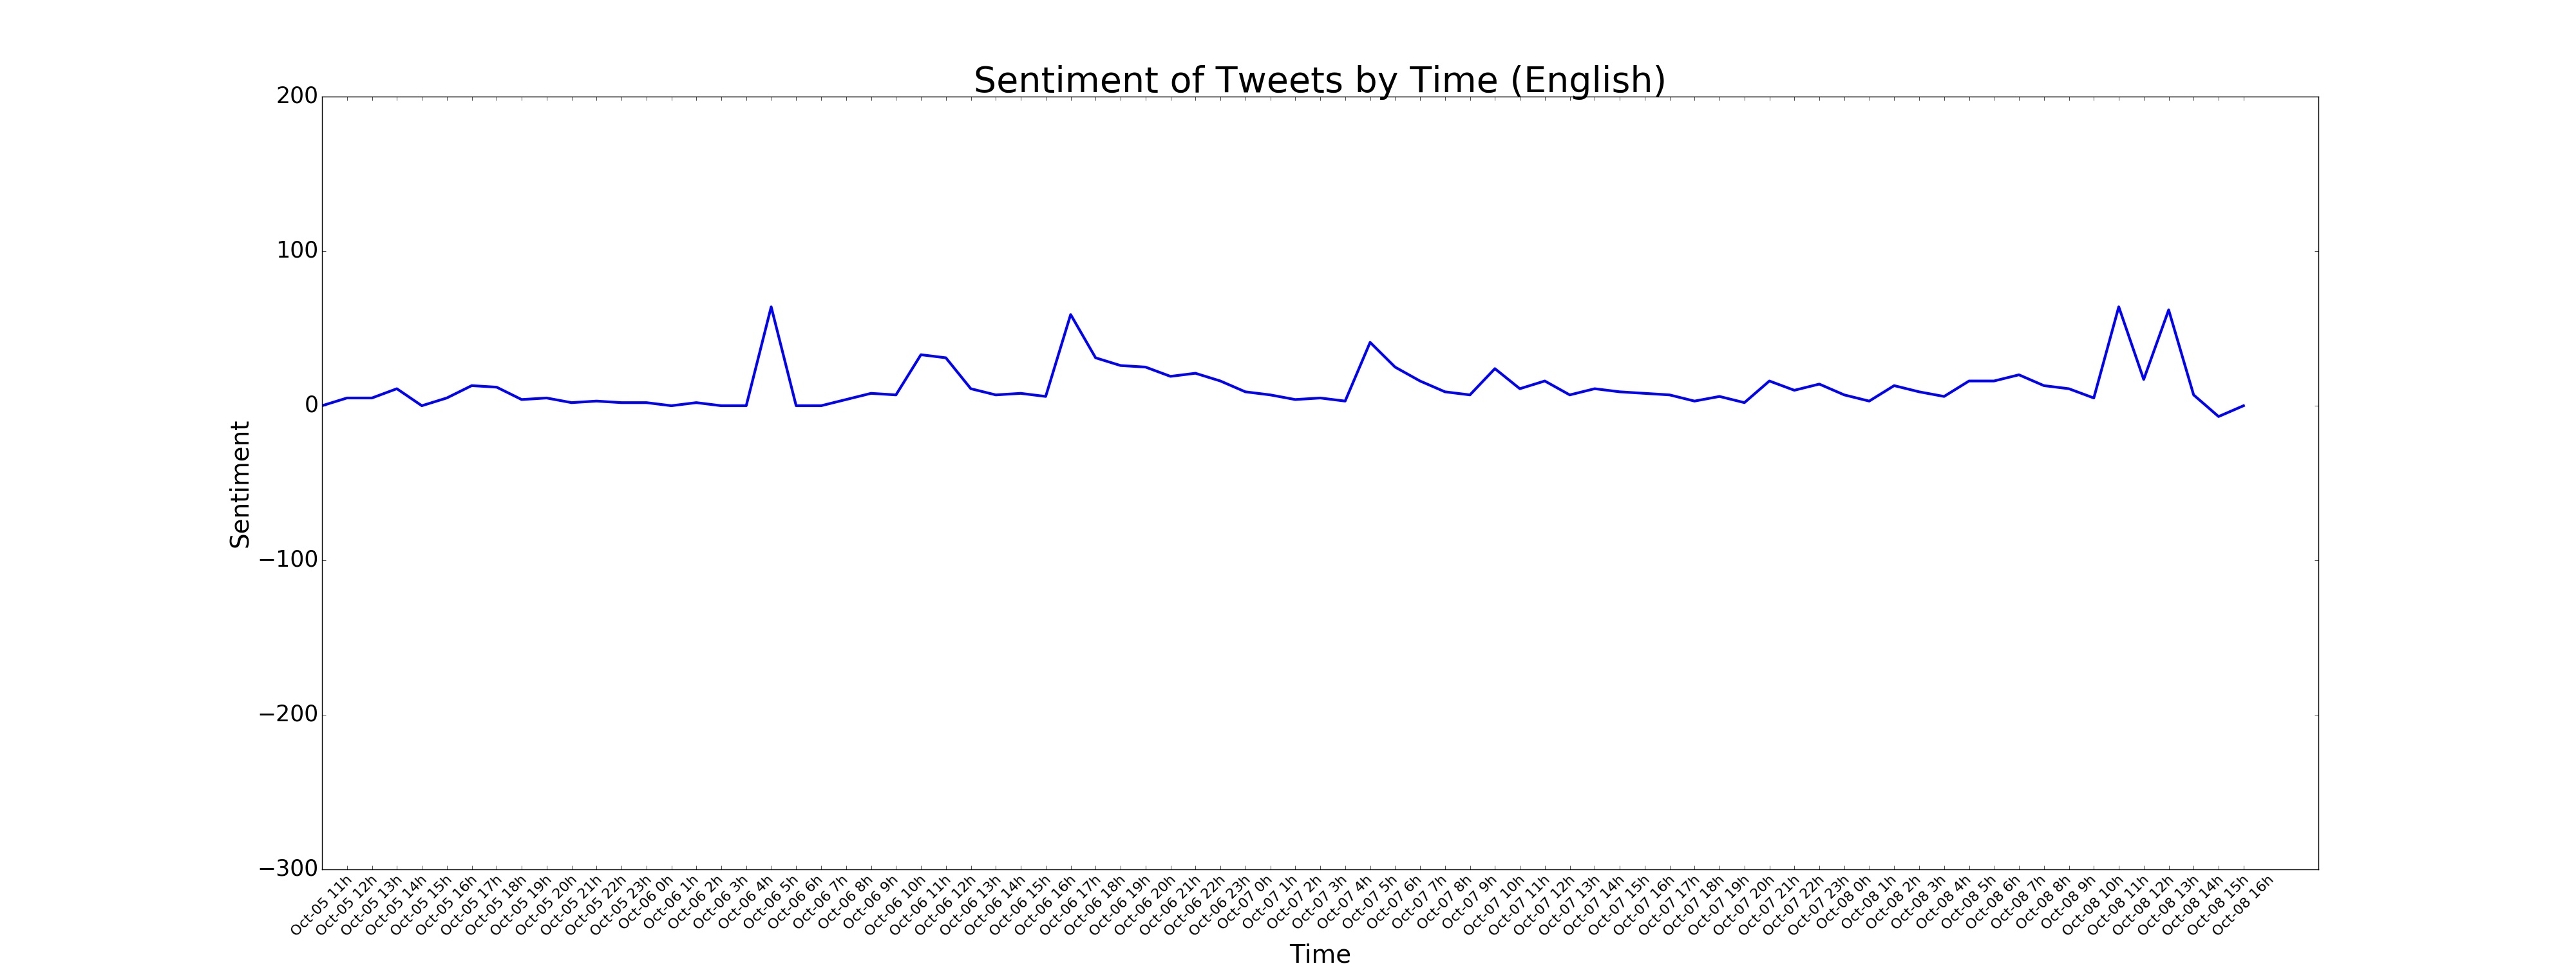 Sentiment of Tweets by Time (English)
200
100
0
−100
−200
−300
Sentiment
Oct-05 11h
Oct-05 12h
Oct-05 13h
Oct-05 14h
Oct-05 15h
Oct-05 16h
Oct-05 17h
Oct-05 18h
Oct-05 19h
Oct-05 20h
Oct-05 21h
Oct-05 22h
Oct-05 23h
Oct-06 0h
Oct-06 1h
Oct-06 2h
Oct-06 3h
Oct-06 4h
Oct-06 5h
Oct-06 6h
Oct-06 7h
Oct-06 8h
Oct-06 9h
Oct-06 10h
Oct-06 11h
Oct-06 12h
Oct-06 13h
Oct-06 14h
Oct-06 15h
Oct-06 16h
Oct-06 17h
Oct-06 18h
Oct-06 19h
Oct-06 20h
Oct-06 21h
Oct-06 22h
Oct-06 23h
Oct-07 0h
Oct-07 1h
Oct-07 2h
Oct-07 3h
Oct-07 4h
Oct-07 5h
Oct-07 6h
Oct-07 7h
Oct-07 8h
Oct-07 9h
Oct-07 10h
Oct-07 11h
Oct-07 12h
Oct-07 13h
Oct-07 14h
Oct-07 15h
Oct-07 16h
Oct-07 17h
Oct-07 18h
Oct-07 19h
Oct-07 20h
Oct-07 21h
Oct-07 22h
Oct-07 23h
Oct-08 0h
Oct-08 1h
Oct-08 2h
Oct-08 3h
Oct-08 4h
Oct-08 5h
Oct-08 6h
Oct-08 7h
Oct-08 8h
Oct-08 9h
Oct-08 10h
Oct-08 11h
Oct-08 12h
Oct-08 13h
Oct-08 14h
Oct-08 15h
Oct-08 16h
Time